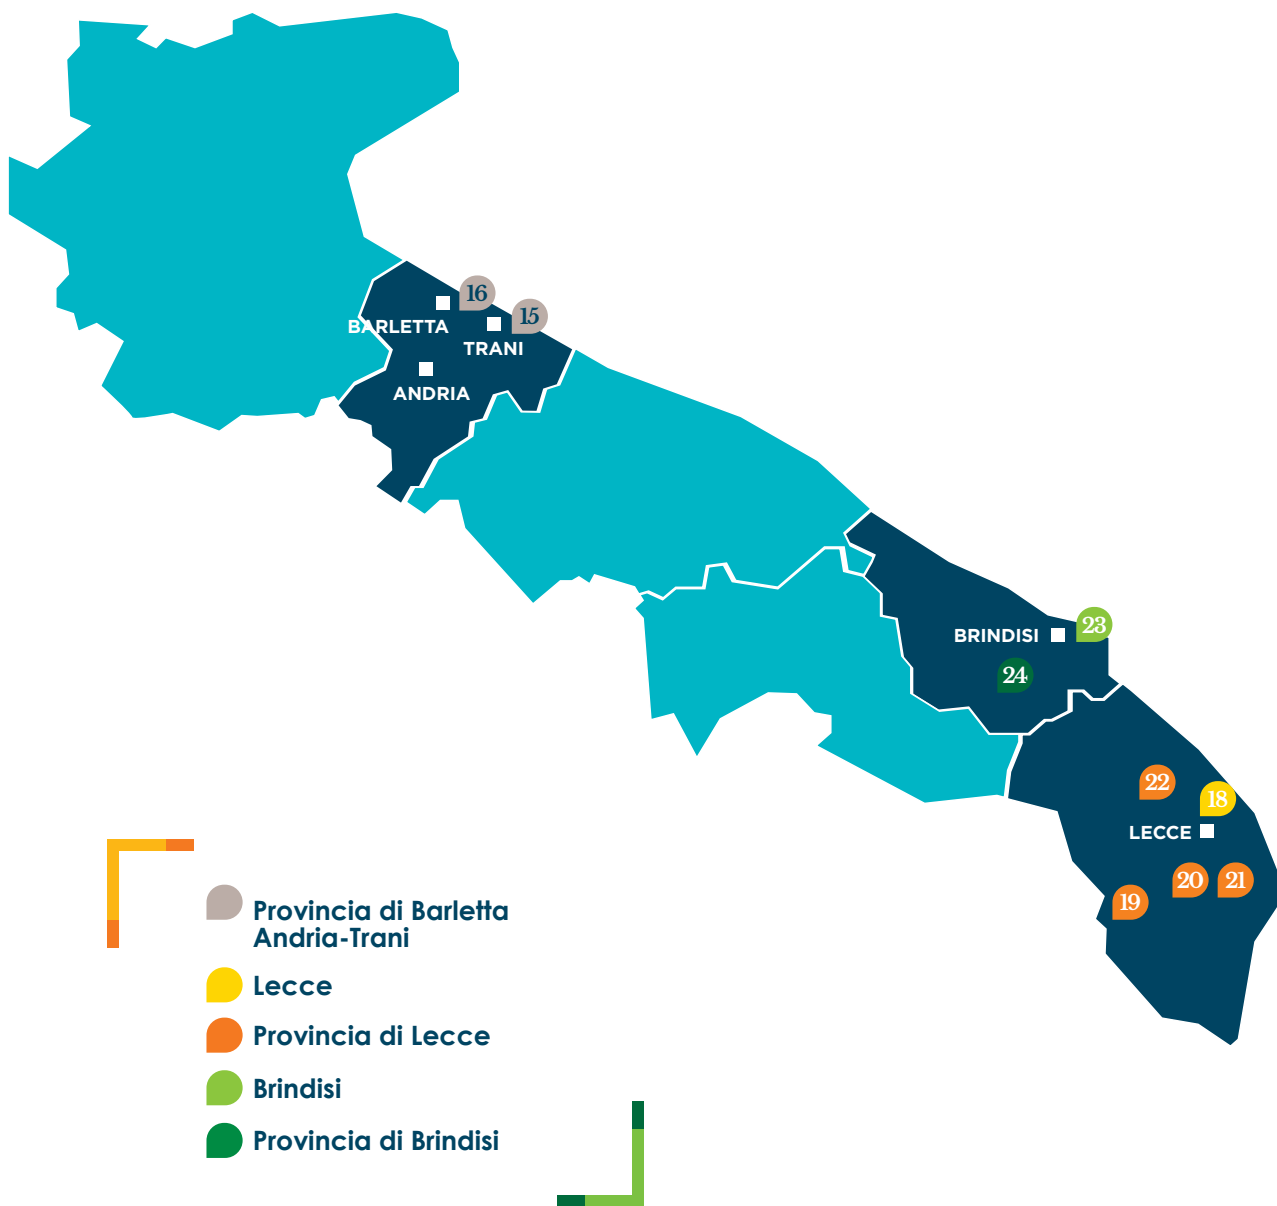 16
15
BARLETTA
TRANI
ANDRIA
BRINDISI
23
24
22
18
LECCE
20
21
19
Provincia di Barletta
Andria-Trani
Lecce
Provincia di Lecce
Brindisi
Provincia di Brindisi